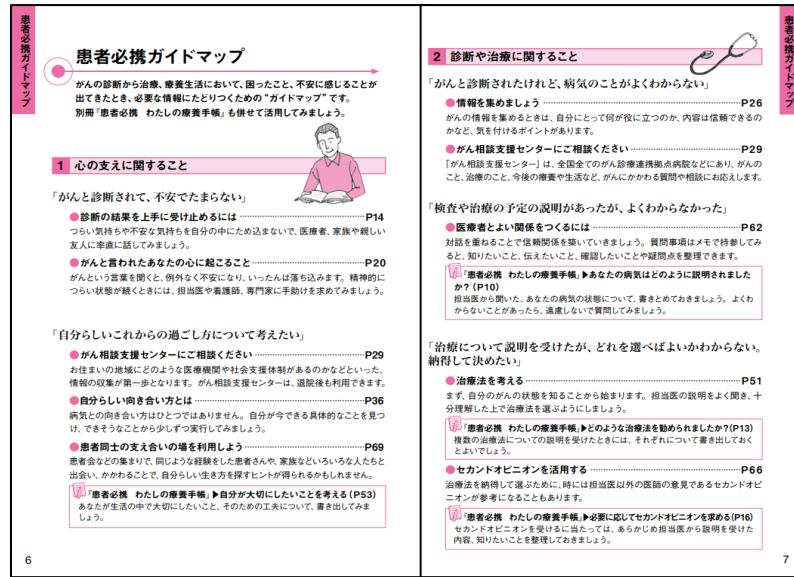 患者必携ガイドマップ
患者必携ガイドマップ
がんの診断から治療、療養生活において、困ったこと、不安に感じることが
出てきたとき、必要な情報にたどりつくための“ガイドマップ”です。
別冊『患者必携　わたしの療養手帳』も併せて活用してみましょう。
1 心の支えに関すること
「がんと診断されて、不安でたまらない」
●診断の結果を上手に受け止めるには ……………………………P14
つらい気持ちや不安な気持ちを自分の中にため込まないで、医療者、家族や親しい
友人に率直に話してみましょう。
●がんと言われたあなたの心に起こること ………………………P20
がんという言葉を聞くと、例外なく不安になり、いったんは落ち込みます。精神的に
つらい状態が続くときには、担当医や看護師、専門家に手助けを求めてみましょう。
「自分らしいこれからの過ごし方について考えたい」
●がん相談支援センターにご相談ください ………………………P29
お住まいの地域にどのような医療機関や社会支援体制があるのかなどといった、
情報の収集が第一歩となります。がん相談支援センターは、退院後も利用できます。
●自分らしい向き合い方とは ………………………………………P36
病気との向き合い方はひとつではありません。自分が今できる具体的なことを見つ
け、できそうなことから少しずつ実行してみましょう。
●患者同士の支え合いの場を利用しよう …………………………P69
患者会などの集まりで、同じような経験をした患者さんや、家族などいろいろな人たちと
出会い、かかわることで、自分らしい生き方を探すヒントが得られるかもしれません。
『患者必携　わたしの療養手帳』▶自分が大切にしたいことを考える（P53）
あなたが生活の中で大切にしたいこと、そのための工夫について、書き出してみま
しょう。
6
患者必携ガイドマップ
2 診断や治療に関すること
「がんと診断されたけれど、病気のことがよくわからない」
●情報を集めましょう ………………………………………………P26
がんの情報を集めるときは、自分にとって何が役に立つのか、内容は信頼できるの
かなど、気を付けるポイントがあります。
●がん相談支援センターにご相談ください ………………………P29
「がん相談支援センター」は、全国全てのがん診療連携拠点病院などにあり、がんの
こと、治療のこと、今後の療養や生活など、がんにかかわる質問や相談にお応えします。
「検査や治療の予定の説明があったが、よくわからなかった」
●医療者とよい関係をつくるには …………………………………P62
対話を重ねることで信頼関係を築いていきましょう。質問事項はメモで持参してみ
ると、知りたいこと、伝えたいこと、確認したいことや疑問点を整理できます。
『患者必携　わたしの療養手帳』▶あなたの病気はどのように説明されました
か？（P10）
担当医から聞いた、あなたの病気の状態について、書きとめておきましょう。よくわ
からないことがあったら、遠慮しないで質問してみましょう。
「治療について説明を受けたが、どれを選べばよいかわからない。
納得して決めたい」
●治療法を考える ……………………………………………………P51
まず、自分のがんの状態を知ることから始まります。担当医の説明をよく聞き、十
分理解した上で治療法を選ぶようにしましょう。
『患者必携　わたしの療養手帳』▶どのような治療法を勧められましたか？（P13）
複数の治療法についての説明を受けたときには、それぞれについて書き出しておく
とよいでしょう。
●セカンドオピニオンを活用する …………………………………P66
治療法を納得して選ぶために、時には担当医以外の医師の意見であるセカンドオピ
ニオンが参考になることもあります。
『患者必携　わたしの療養手帳』▶必要に応じてセカンドオピニオンを求める（P16）
セカンドオピニオンを受けるに当たっては、あらかじめ担当医から説明を受けた
内容、知りたいことを整理しておきましょう。
7